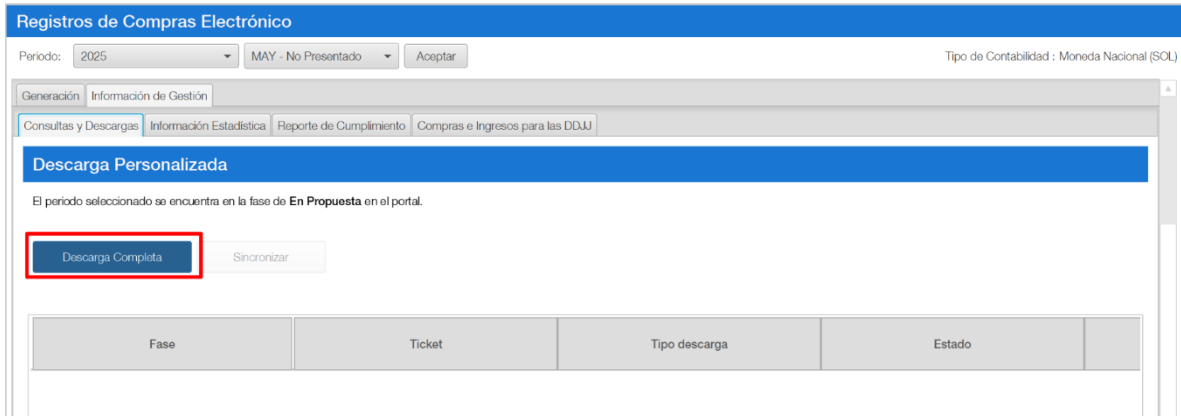 Registros de Compras Electrónico
Periodo: 2025 MAY - No Presentado Aceptar Tipo de Contabilidad : Moneda Nacional (SOL)
Generación Información de Gestión
Consultas y Descargas Información Estadística Reporte de Cumplimiento Compras e Ingresos para las DDJJ
Descarga Personalizada
El periodo seleccionado se encuentra en la fase de En Propuesta en el portal.
Descarga Completa Sincronizar
Fase Ticket Tipo descarga Estado